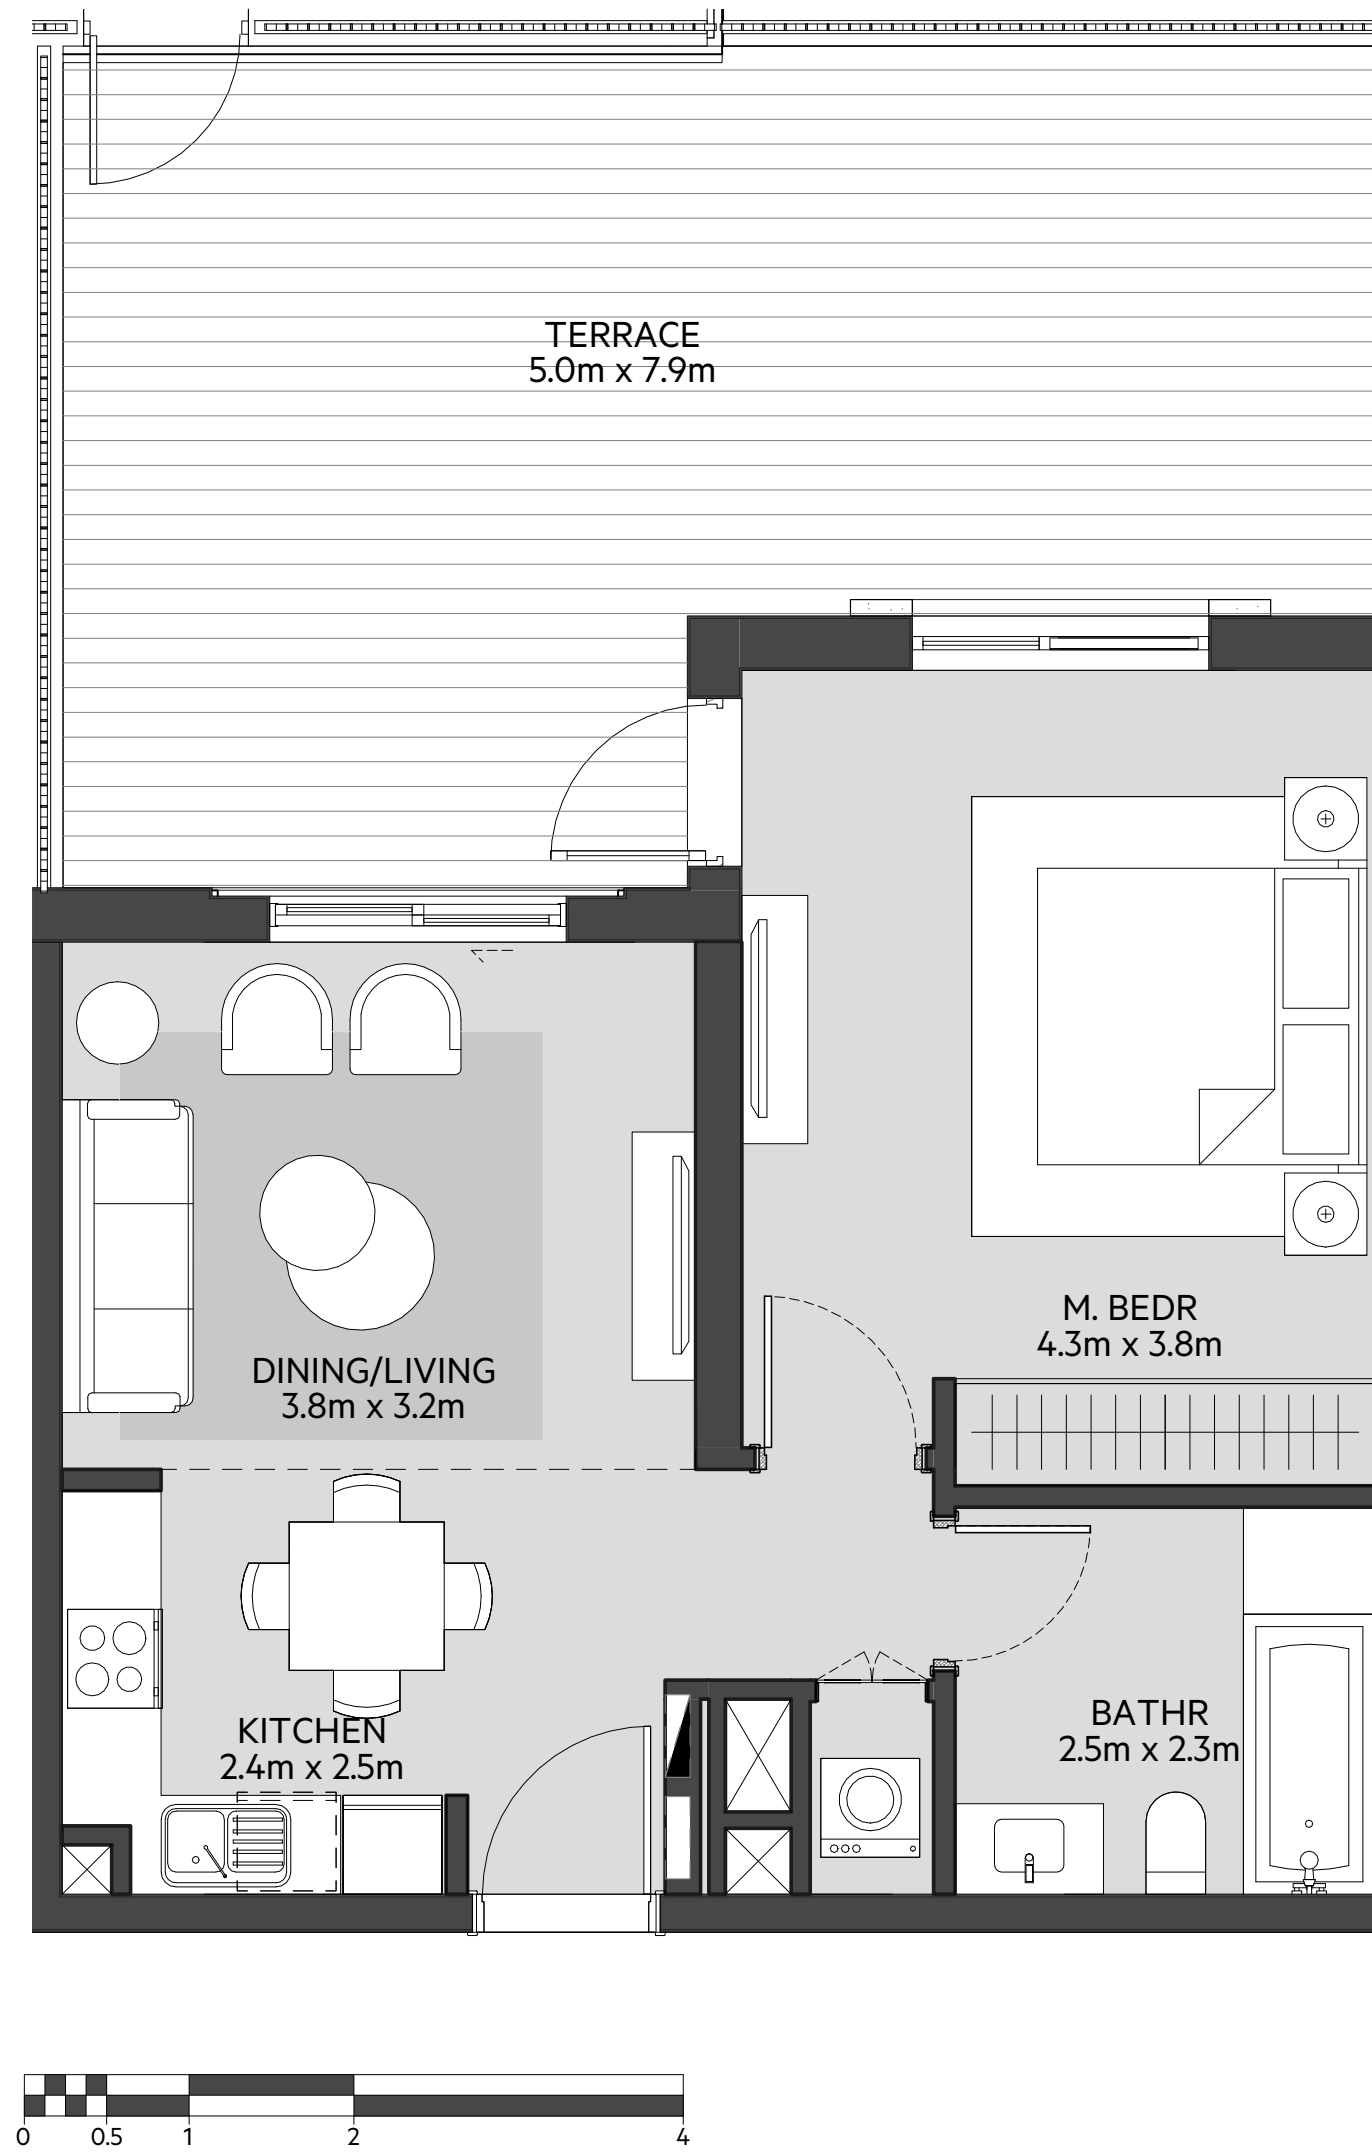 TERRACE
5.0m x 7.9m
M. BEDR
4.3m x 3.8m
DINING/LIVING
3.8m x 3.2m
BATHR
2.5m x 2.3m
KITCHEN
2.4m x 2.5m
0 0.5 1 2 4